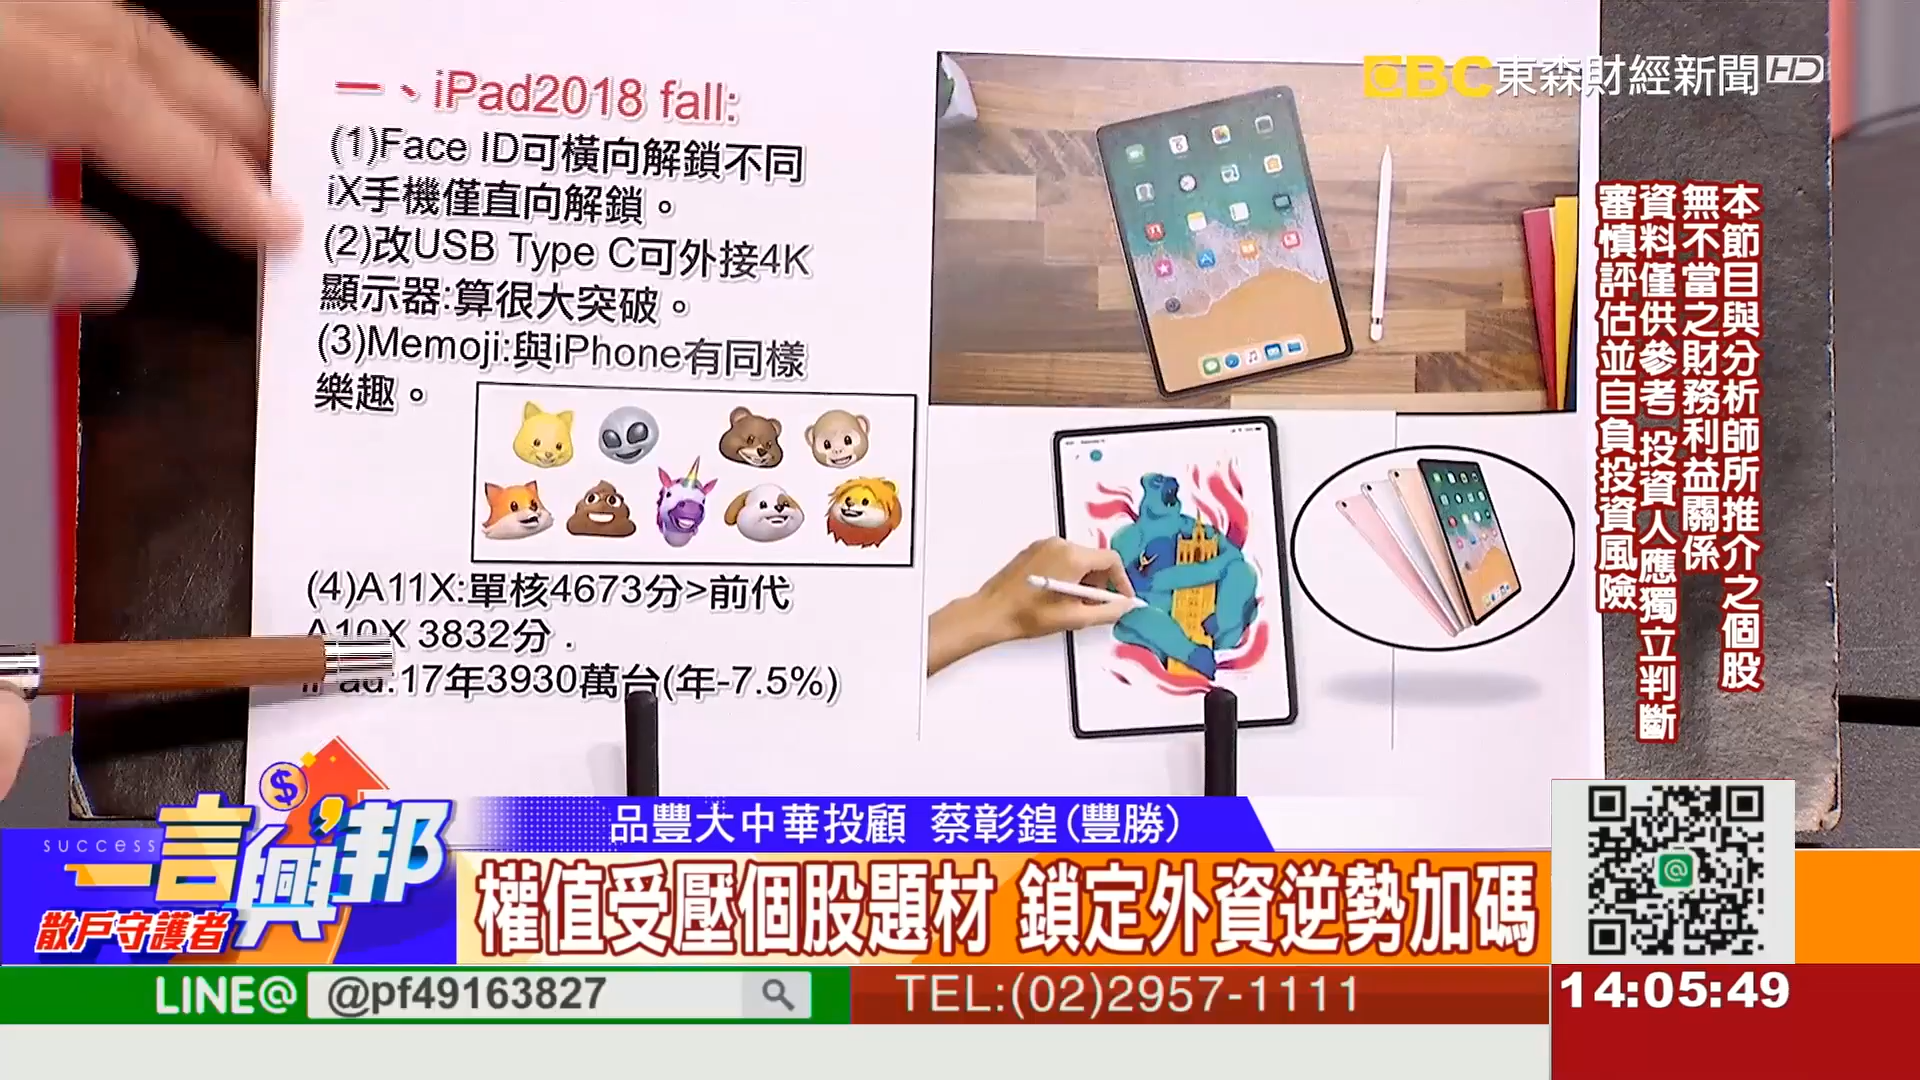 一、iPad2018 fall:
(1)Face ID可橫向解鎖不同
iX手機僅直向解鎖。
(2)改USB Type C可外接4K
顯示器:算很大突破。
(3)Memoji:與iPhone有同樣
樂趣。
(4)A11X:單核4673分>前代
A10X 3832分.
iPad:17年3930萬台(年-7.5%)
EBC東森財經新聞HD
本節目與分析師所推介之個股
無不當之財務利益關係
資料僅供參考 投資人應獨立判斷
審慎評估並自負投資風險
success
一言興邦
散戶守護者
品豐大中華投顧 蔡彰鍠(豐勝)
權值受壓個股題材 鎖定外資逆勢加碼
LINE@ @pf49163827
TEL:(02)2957-1111
14:05:49